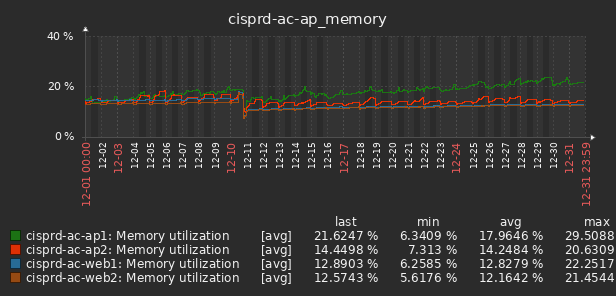 cisprd-ac-ap_memory
40 %
20 %
0 %
12-01 00:00 12-02 12-03 12-04 12-05 12-06 12-07 12-08 12-09 12-10 12-11 12-12 12-13 12-14 12-15 12-16 12-17 12-18 12-19 12-20 12-21 12-22 12-23 12-24 12-25 12-26 12-27 12-28 12-29 12-30 12-31 12-31 23:59
last min avg max
cisprd-ac-ap1: Memory utilization [avg] 21.6247 % 6.3409 % 17.9646 % 29.5088
cisprd-ac-ap2: Memory utilization [avg] 14.4498 % 7.313 % 14.2484 % 20.6309
cisprd-ac-web1: Memory utilization [avg] 12.8903 % 6.2585 % 12.8279 % 22.2517
cisprd-ac-web2: Memory utilization [avg] 12.5743 % 5.6176 % 12.1642 % 21.4544